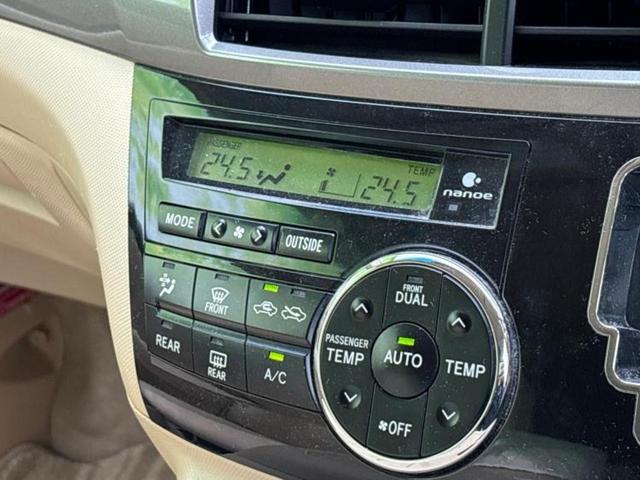 PASSENGER TEMP
24.5 24.5
nanoe
MODE OUTSIDE
FRONT
FRONT
DUAL
PASSENGER
TEMP
AUTO
TEMP
REAR
REAR
A/C
OFF